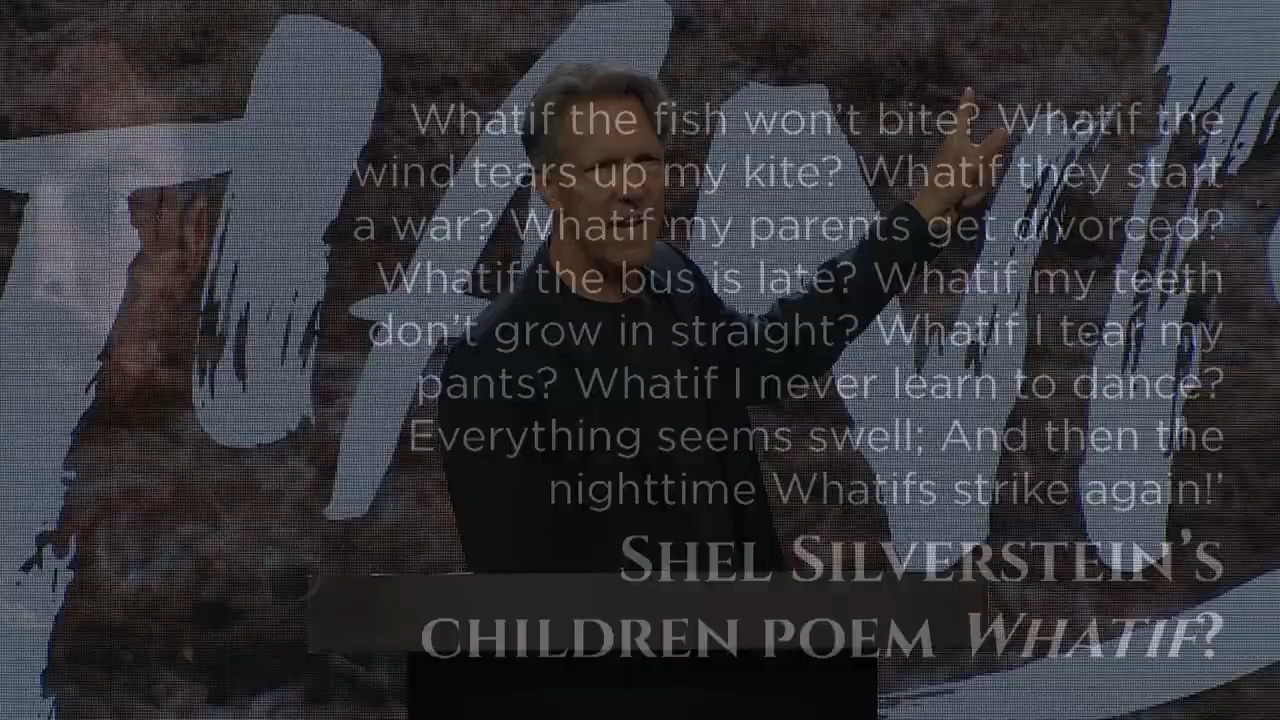 Whatif the fish won't bite? Whatif the
wind tears up my kite? Whatif they start
a war? Whatif my parents get divorced?
Whatif the bus is late? Whatif my teeth
don't grow in straight? Whatif I tear my
pants? Whatif I never learn to dance?
Everything seems swell; And then the
nighttime Whatifs strike again!'
SHEL SILVERSTEIN'S
CHILDREN POEM WHATIF?